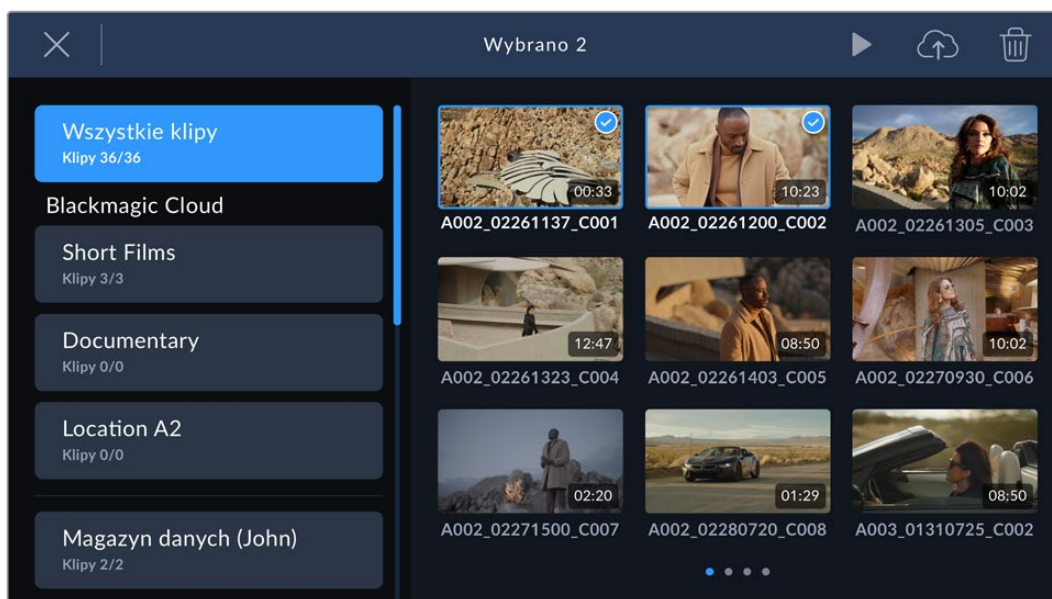 Wybrano 2
Wszystkie klipy
Klipy 36/36
Blackmagic Cloud
Short Films
Klipy 3/3
Documentary
Klipy 0/0
Location A2
Klipy 0/0
Magazyn danych (John)
Klipy 2/2
00:33
10:23
10:02
A002_02261137_C001
A002_02261200_C002
A002_02261305_C003
12:47
08:50
10:02
A002_02261323_C004
A002_02261403_C005
A002_02270930_C006
02:20
01:29
08:50
A002_02271500_C007
A002_02280720_C008
A003_01310725_C002